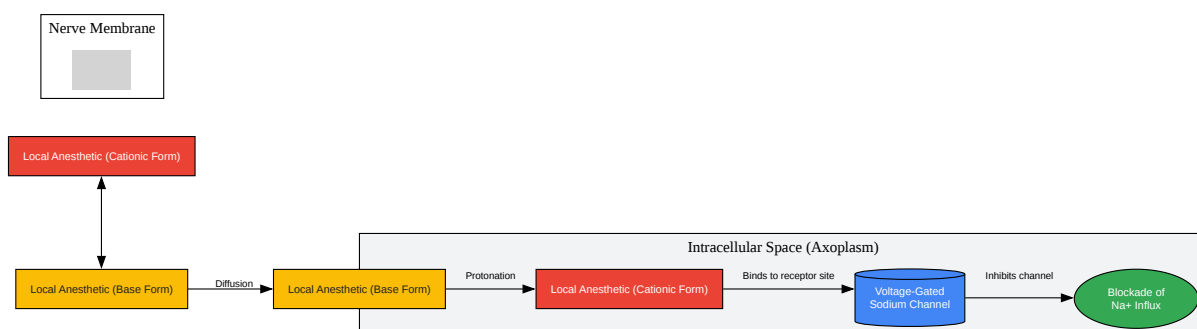 Nerve Membrane
Local Anesthetic (Cationic Form)
Intracellular Space (Axoplasm)
Local Anesthetic (Base Form)
Diffusion
Local Anesthetic (Base Form)
Protonation
Local Anesthetic (Cationic Form)
Binds to receptor site
Voltage-Gated
Sodium Channel
Inhibits channel
Blockade of
Na+ Influx